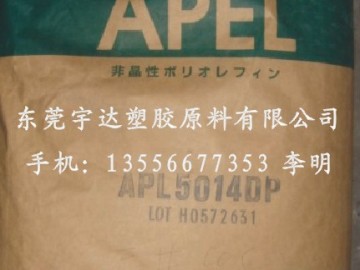 APEL
非晶性ポリオレフィン
东莞宇达塑胶原料有限公司
手机：13556677353 李明
APL5014DP
LOT H0572631